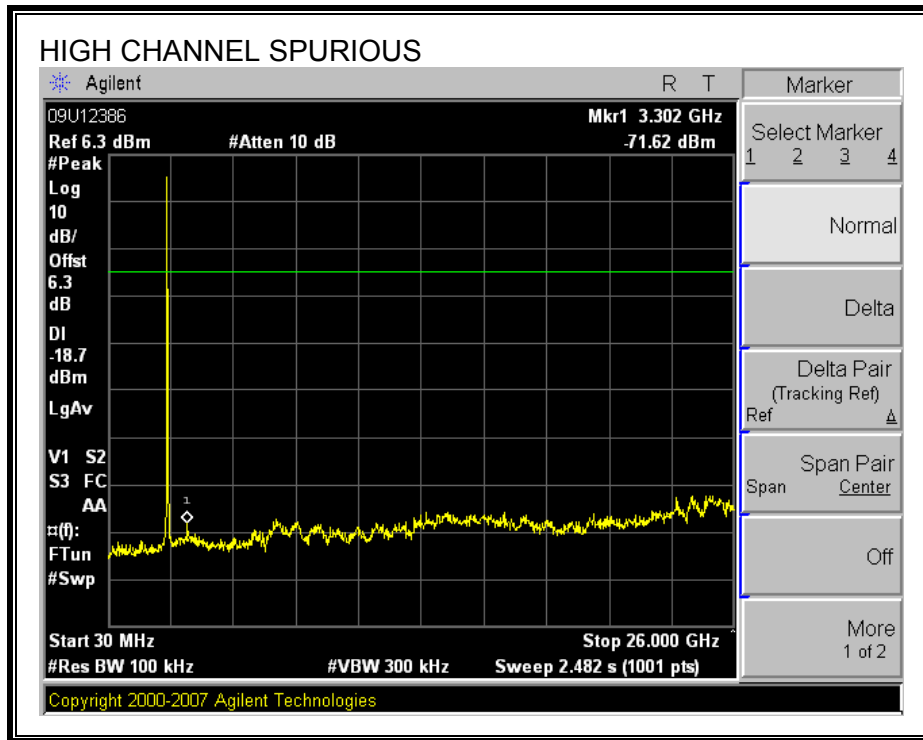 HIGH CHANNEL SPURIOUS
Agilent R T Marker
09U12386 Mkr1 3.302 GHz
Ref 6.3 dBm #Atten 10 dB -71.62 dBm
#Peak
Log
10
dB/
Offst
6.3
dB
DI
-18.7
dBm
LgAv
V1 S2
S3 FC
AA
¤(f):
FTun
#Swp
1
Start 30 MHz Stop 26.000 GHz
#Res BW 100 kHz #VBW 300 kHz Sweep 2.482 s (1001 pts)
Copyright 2000-2007 Agilent Technologies
Select Marker
1 2 3 4
Normal
Delta
Delta Pair
(Tracking Ref)
Ref Δ
Span Pair
Span Center
Off
More
1 of 2